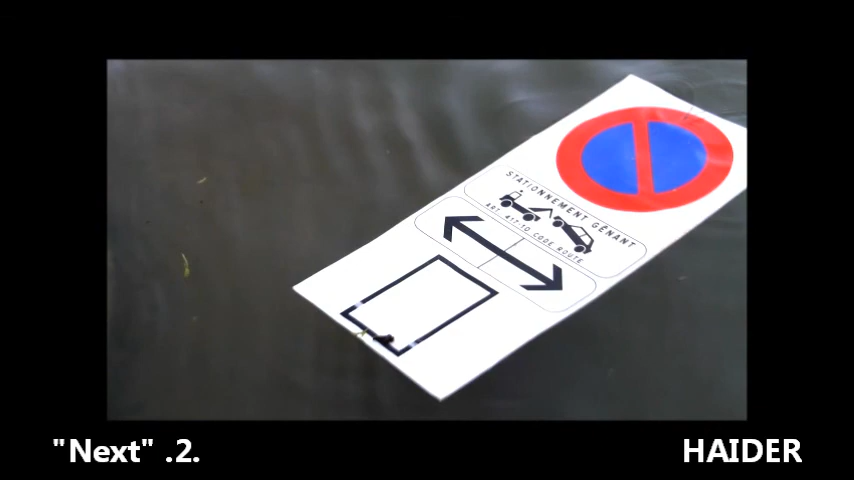 STATIONNEMENT GÊNANT
ART. 417-10 CODE ROUTE
"Next" .2.
HAIDER